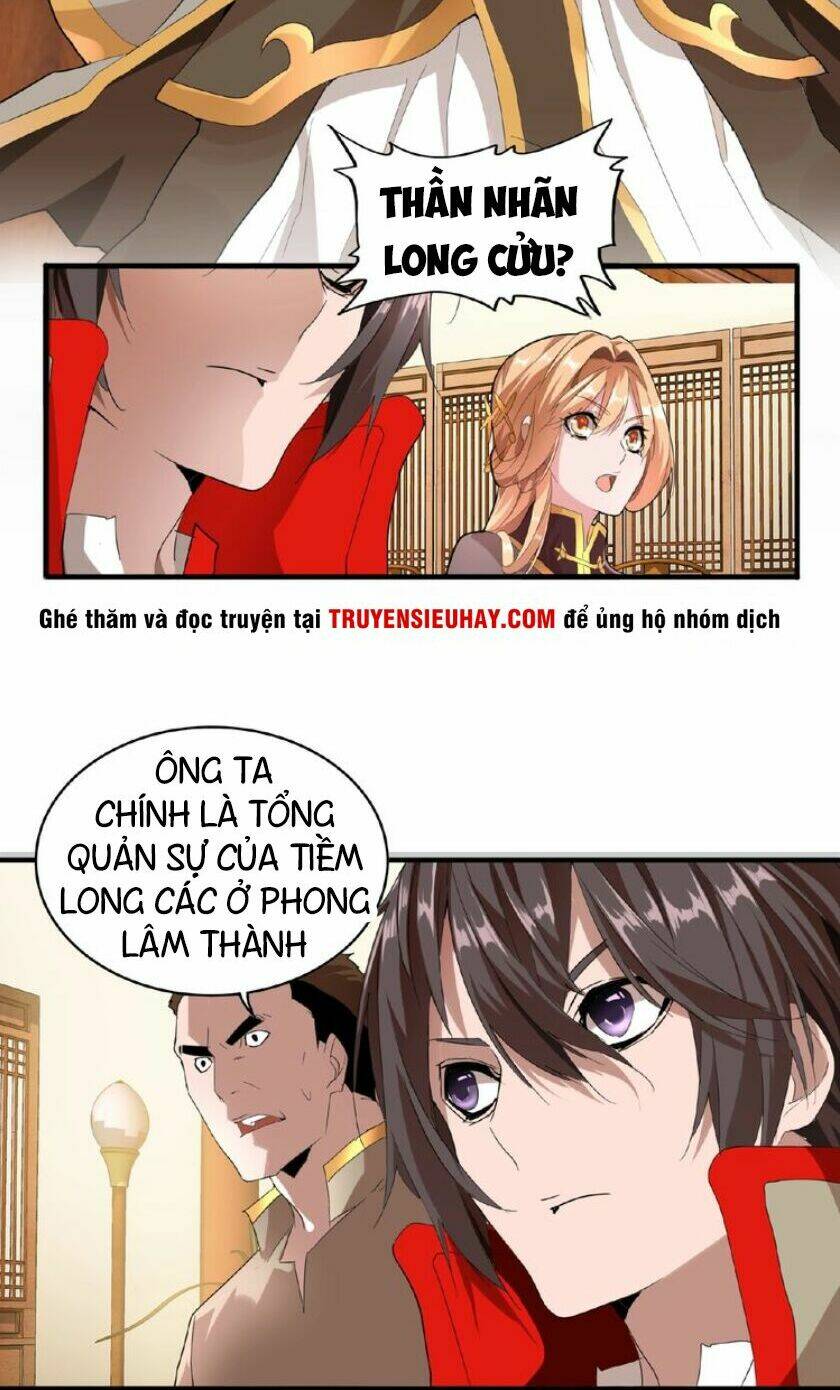 THẦN NHÃN
LONG CỬU?
Ghé thăm và đọc truyện tại TRUYENSIEUHAY.COM để ủng hộ nhóm dịch
ÔNG TA
CHÍNH LÀ TỔNG
QUẢN SỰ CỦA TIỀM
LONG CÁC Ở PHONG
LÂM THÀNH